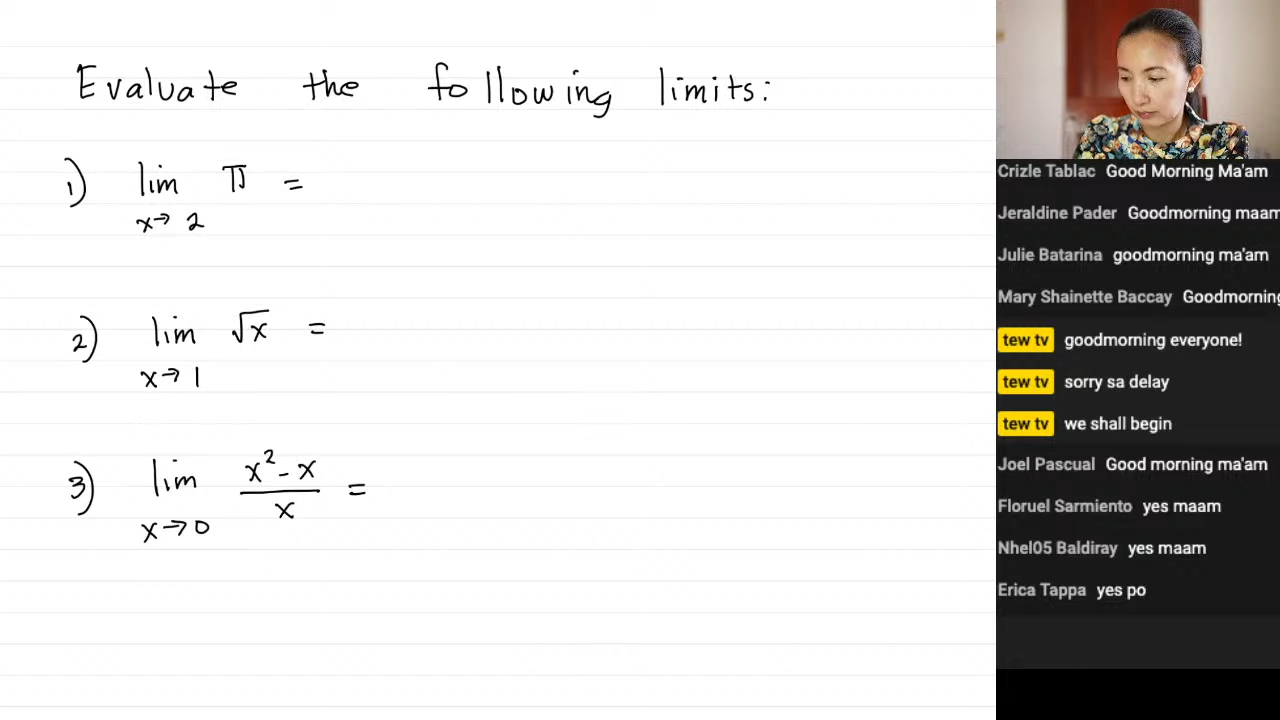 Evaluate the following limits:
1) lim π =
x→ 2
2) lim √x =
x→ 1
3) lim x² - x / x =
x→0
Crizle Tablac Good Morning Ma'am
Jeraldine Pader Goodmorning maam
Julie Batarina goodmorning ma'am
Mary Shainette Baccay Goodmorning
tew tv goodmorning everyone!
tew tv sorry sa delay
tew tv we shall begin
Joel Pascual Good morning ma'am
Floruel Sarmiento yes maam
Nhel05 Baldiray yes maam
Erica Tappa yes po